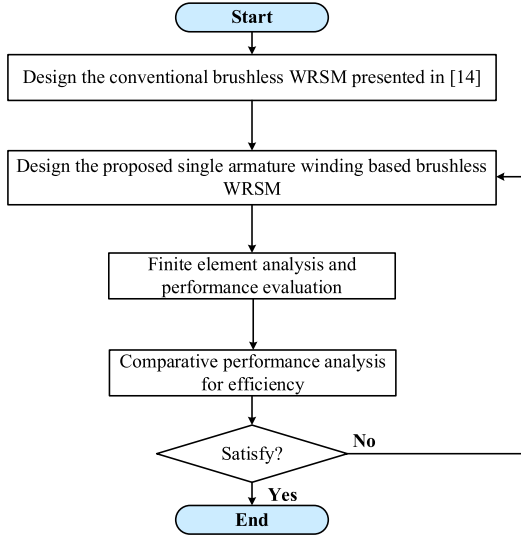 Start
Design the conventional brushless WRSM presented in [14]
Design the proposed single armature winding based brushless
WRSM
Finite element analysis and
performance evaluation
Comparative performance analysis
for efficiency
Satisfy?
No
Yes
End